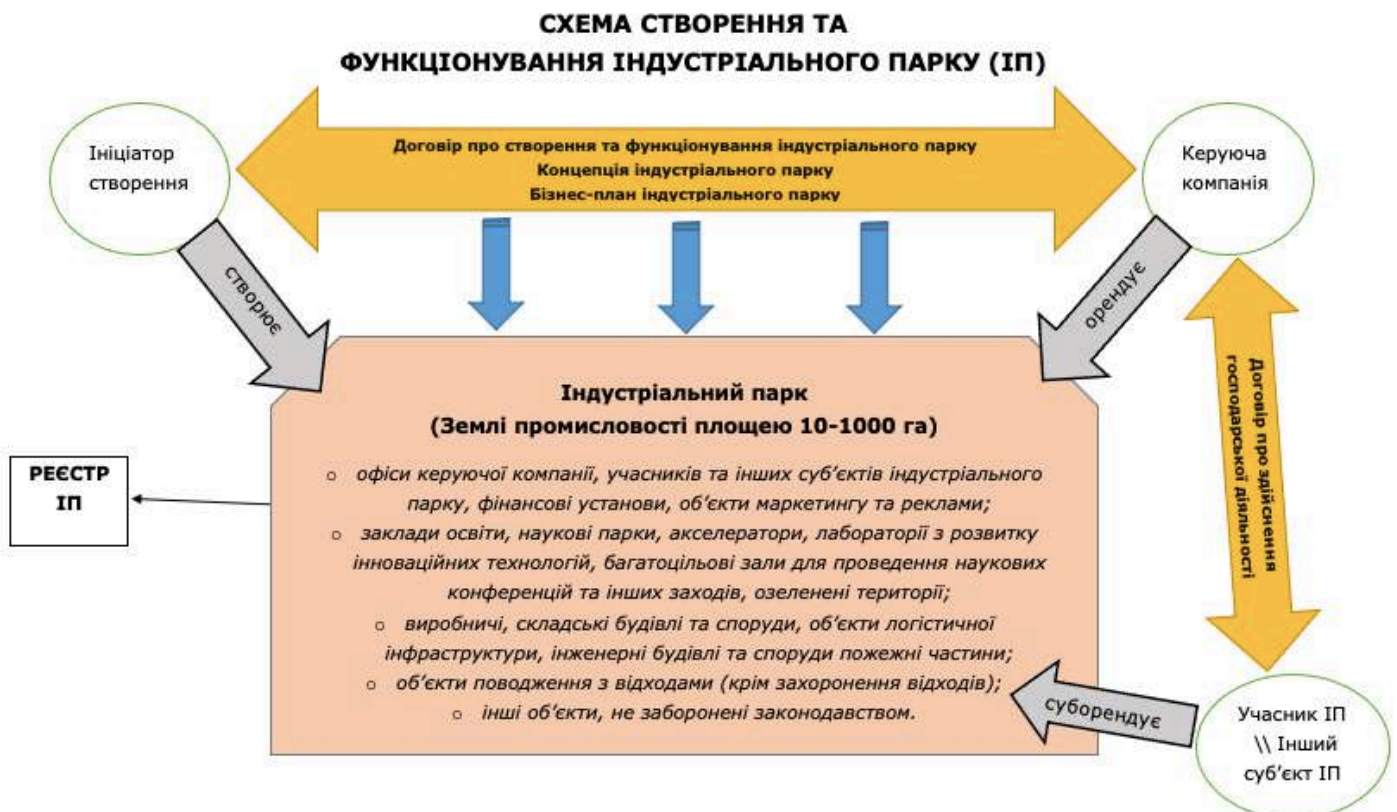 СХЕМА СТВОРЕННЯ ТА
ФУНКЦІОНУВАННЯ ІНДУСТРІАЛЬНОГО ПАРКУ (ІП)
Ініціатор
створення
Договір про створення та функціонування індустріального парку
Концепція індустріального парку
Бізнес-план індустріального парку
Керуюча
компанія
створює
орендує
Індустріальний парк
(Землі промисловості площею 10-1000 га)
o офіси керуючої компанії, учасників та інших суб’єктів індустріального
парку, фінансові установи, об’єкти маркетингу та реклами;
o заклади освіти, наукові парки, акселератори, лабораторії з розвитку
інноваційних технологій, багатоцільові зали для проведення наукових
конференцій та інших заходів, озеленені території;
o виробничі, складські будівлі та споруди, об’єкти логістичної
інфраструктури, інженерні будівлі та споруди пожежні частини;
o об’єкти поводження з відходами (крім захоронення відходів);
o інші об’єкти, не заборонені законодавством.
РЕЄСТР
ІП
Договір про здійснення
господарської діяльності
суборендує
Учасник ІП
\\ Інший
суб’єкт ІП